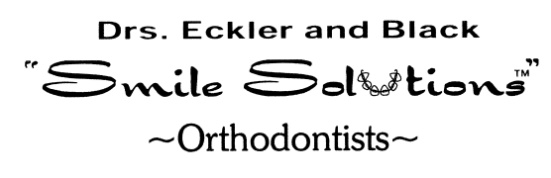 Drs. Eckler and Black
"Smile Solutions™"
~Orthodontists~